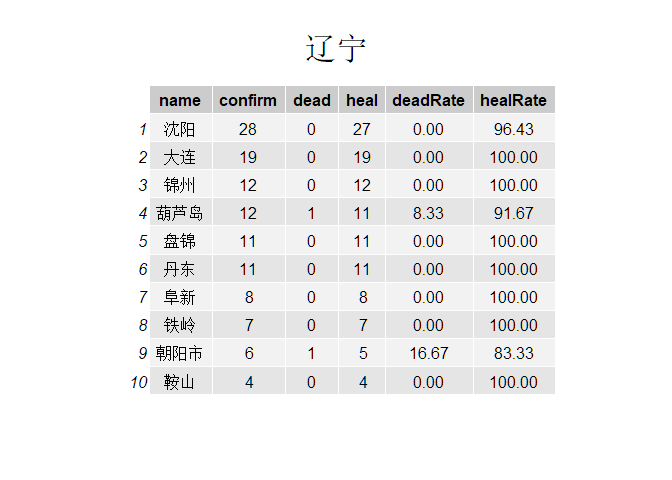 辽宁
name confirm dead heal deadRate healRate
1 沈阳 28 0 27 0.00 96.43
2 大连 19 0 19 0.00 100.00
3 锦州 12 0 12 0.00 100.00
4 葫芦岛 12 1 11 8.33 91.67
5 盘锦 11 0 11 0.00 100.00
6 丹东 11 0 11 0.00 100.00
7 阜新 8 0 8 0.00 100.00
8 铁岭 7 0 7 0.00 100.00
9 朝阳市 6 1 5 16.67 83.33
10 鞍山 4 0 4 0.00 100.00